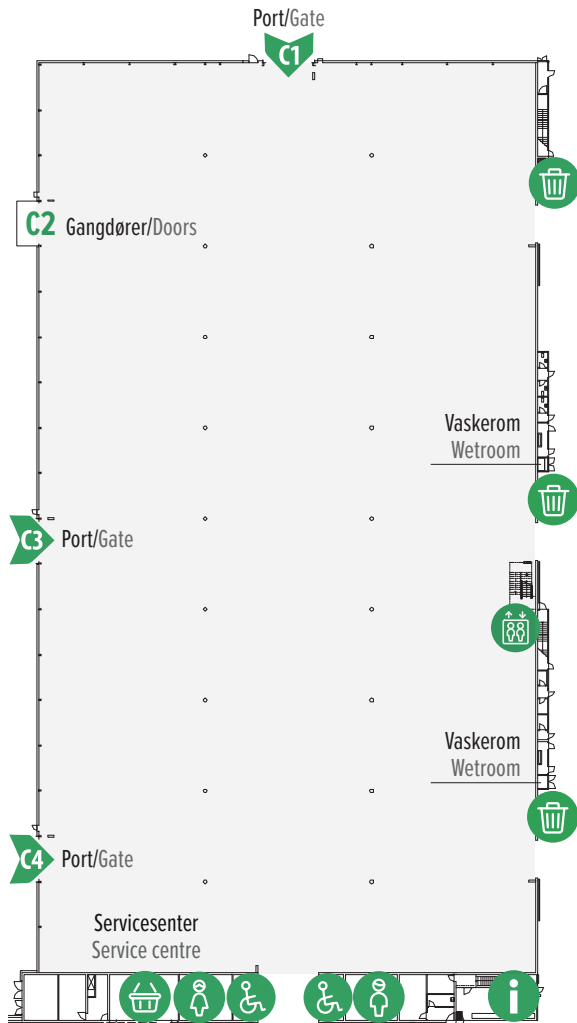 Port/Gate
C1
C2 Gangdører/Doors
Vaskerom
Wetroom
C3 Port/Gate
Vaskerom
Wetroom
C4 Port/Gate
Servicesenter
Service centre
i